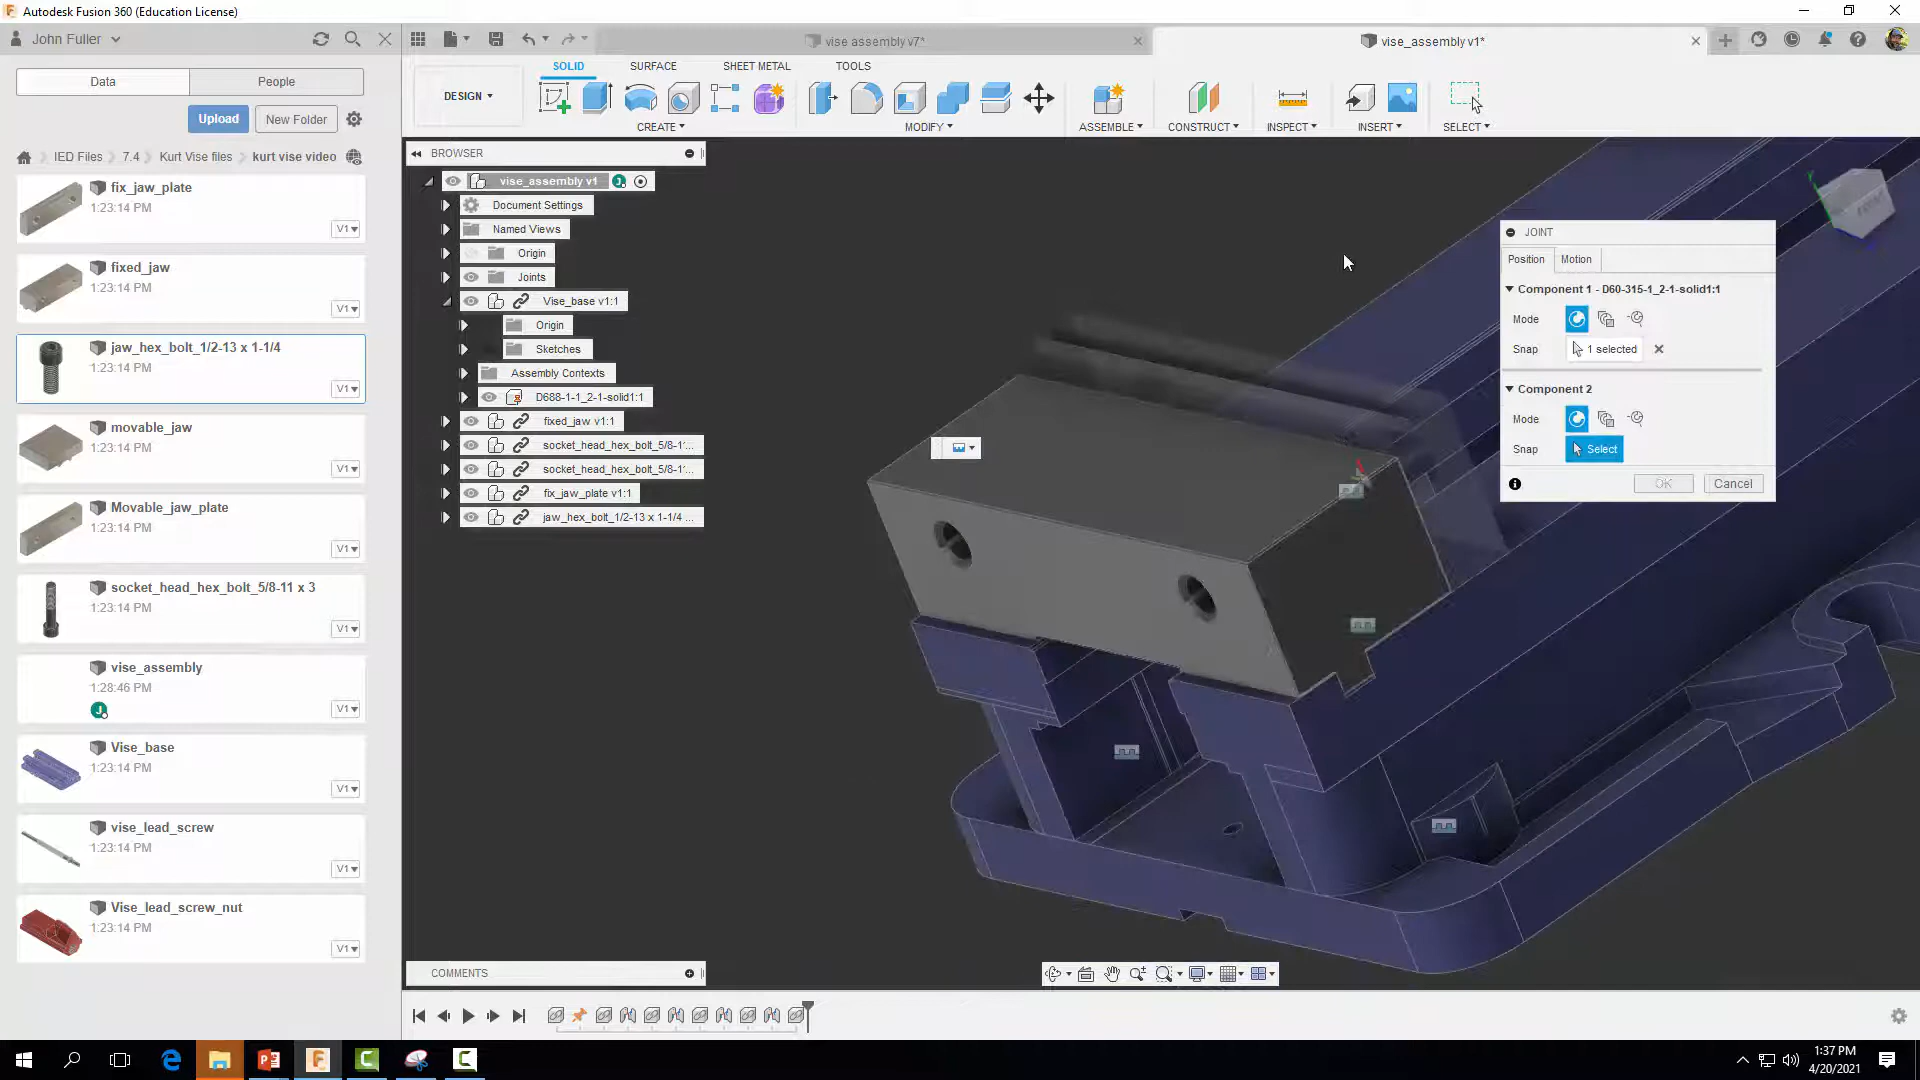 Autodesk Fusion 360 (Education License)
John Fuller
vise assembly v7*
vise_assembly v1*
Data
People
Upload
New Folder
IED Files
7.4
Kurt Vise files
kurt vise video
fix_jaw_plate
1:23:14 PM
V1
fixed_jaw
1:23:14 PM
V1
jaw_hex_bolt_1/2-13 x 1-1/4
1:23:14 PM
V1
movable_jaw
1:23:14 PM
V1
Movable_jaw_plate
1:23:14 PM
V1
socket_head_hex_bolt_5/8-11 x 3
1:23:14 PM
V1
vise_assembly
1:28:46 PM
J
V1
Vise_base
1:23:14 PM
V1
vise_lead_screw
1:23:14 PM
V1
Vise_lead_screw_nut
1:23:14 PM
V1
DESIGN
SOLID
SURFACE
SHEET METAL
TOOLS
CREATE
MODIFY
ASSEMBLE
CONSTRUCT
INSPECT
INSERT
SELECT
BROWSER
vise_assembly v1
J
Document Settings
Named Views
Origin
Joints
Vise_base v1:1
Origin
Sketches
Assembly Contexts
D688-1-1_2-1-solid1:1
fixed_jaw v1:1
socket_head_hex_bolt_5/8-1'...
socket_head_hex_bolt_5/8-1'...
fix_jaw_plate v1:1
jaw_hex_bolt_1/2-13 x 1-1/4 ...
JOINT
Position
Motion
Component 1 - D60-315-1_2-1-solid1:1
Mode
Snap
1 selected
Component 2
Mode
Snap
Select
OK
Cancel
COMMENTS
1:37 PM
4/20/2021